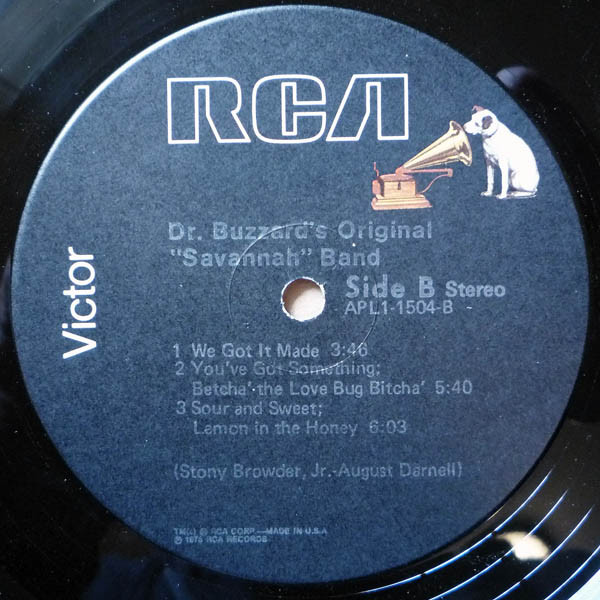 RCA
Victor
Dr. Buzzard's Original
"Savannah" Band
Side B Stereo
APL1-1504-B
1 We Got It Made 3:46
2 You've Got Something;
Betcha' the Love Bug Bitcha' 5:40
3 Sour and Sweet;
Lemon in the Honey 6:03
(Stony Browder, Jr.-August Darnell)
TM(s) ® RCA CORP.—MADE IN U.S.A
℗ 1976 RCA RECORDS